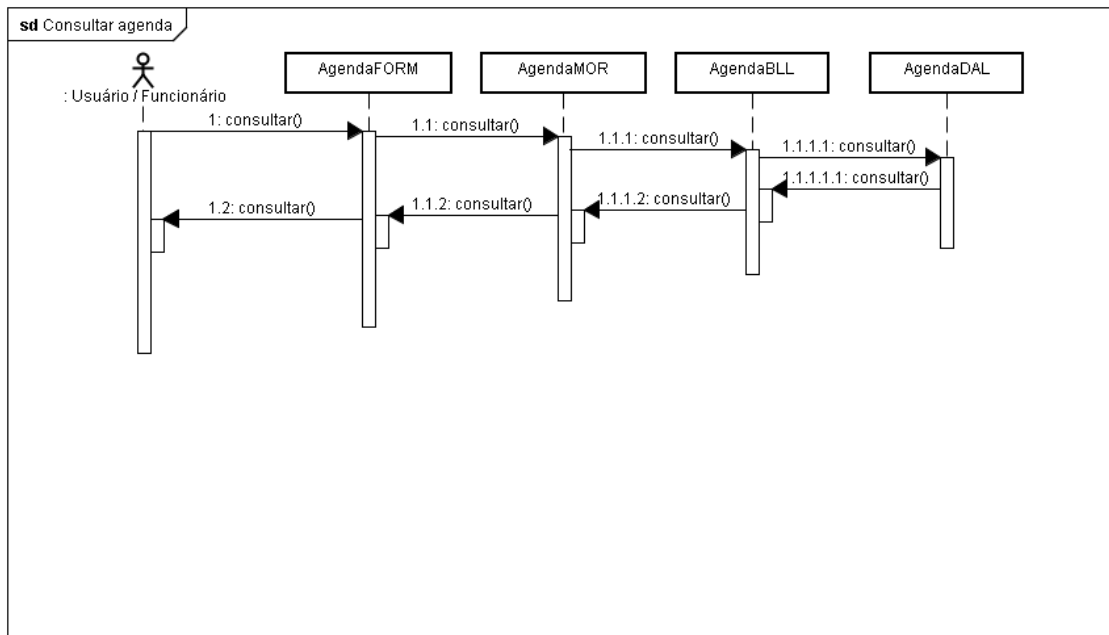 sd Consultar agenda
: Usuário / Funcionário
AgendaFORM
AgendaMOR
AgendaBLL
AgendaDAL
1: consultar()
1.1: consultar()
1.1.1: consultar()
1.1.1.1: consultar()
1.1.1.1.1: consultar()
1.1.1.2: consultar()
1.1.2: consultar()
1.2: consultar()